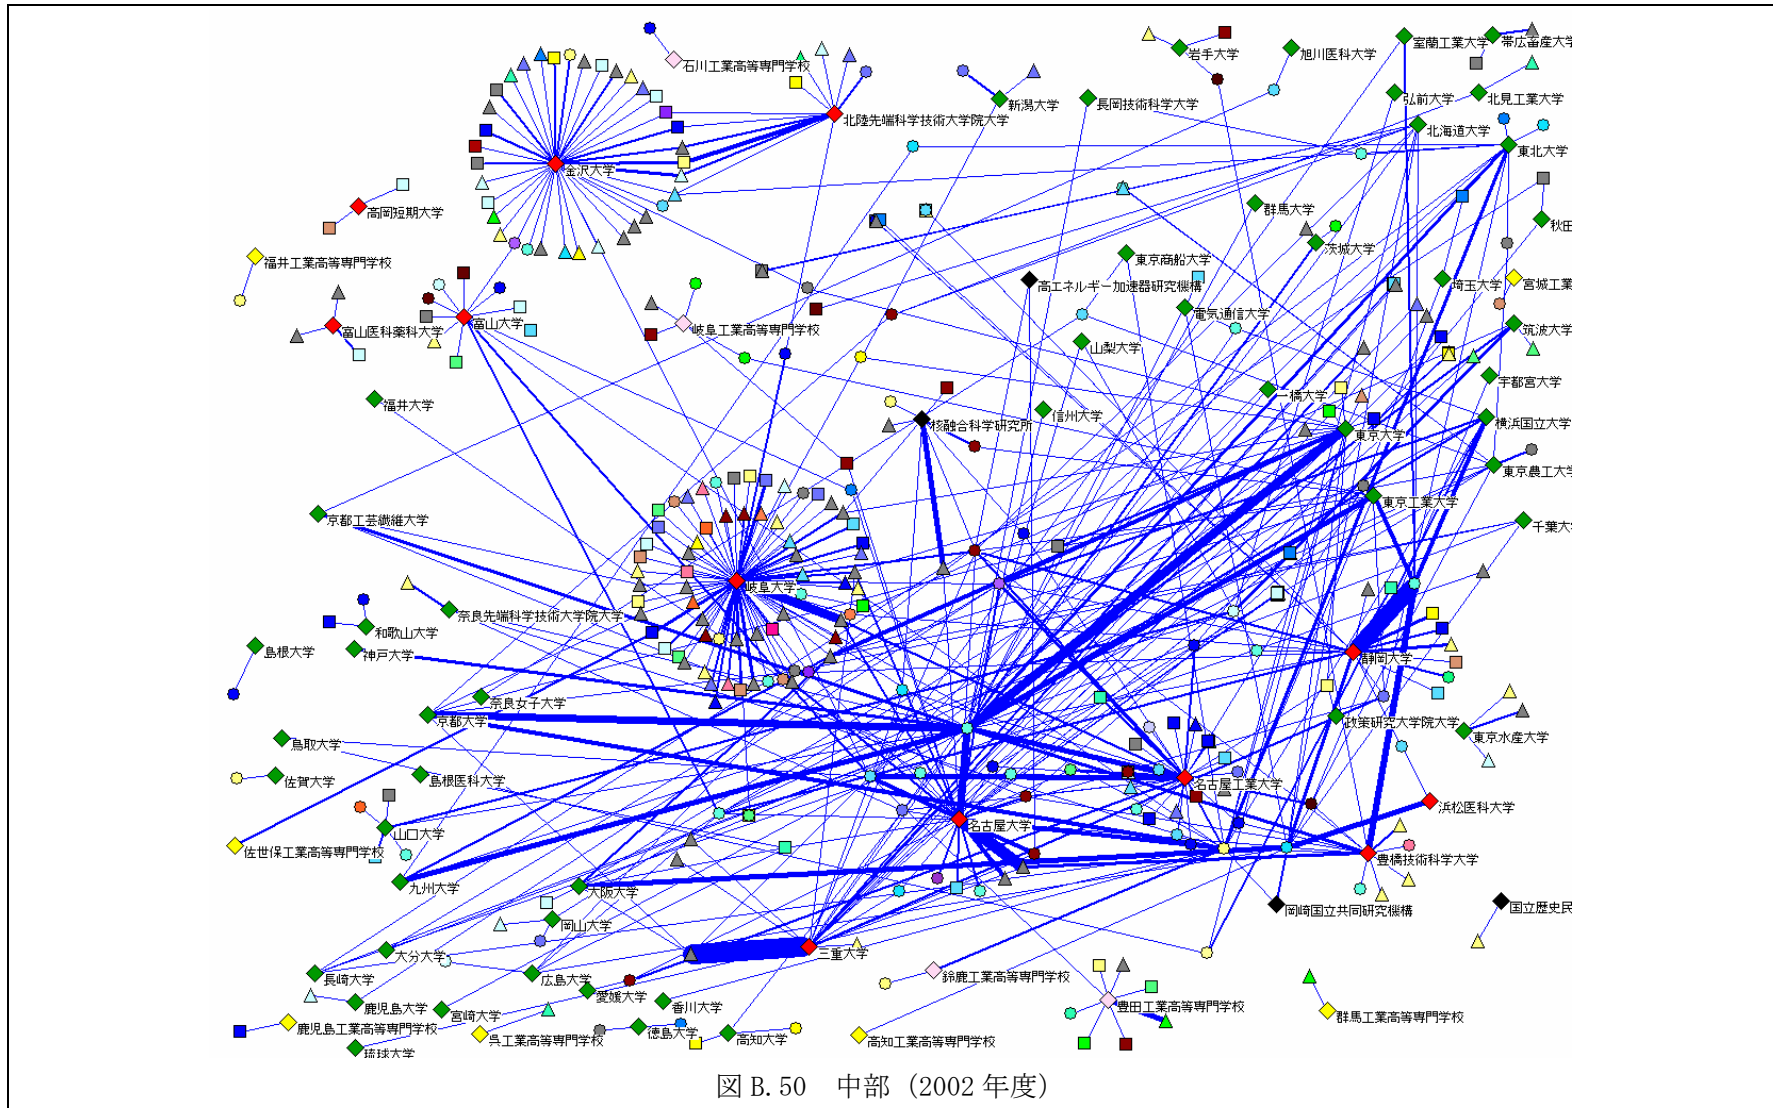 石川工業高等専門学校
岩手大学
旭川医科大学
室蘭工業大学
帯広畜産大学
新潟大学
長岡技術科学大学
弘前大学
北見工業大学
北陸先端科学技術大学院大学
北海道大学
東北大学
金沢大学
高岡短期大学
群馬大学
秋田
茨城大学
福井工業高等専門学校
東京商船大学
高エネルギー加速器研究機構
埼玉大学
宮城工業
富山医科薬科大学
富山大学
岐阜工業高等専門学校
電気通信大学
筑波大学
山梨大学
宇都宮大学
福井大学
一橋大学
信州大学
核融合科学研究所
東京大学
横浜国立大学
東京農工大学
東京工業大学
京都工芸繊維大学
千葉大
岐阜大学
奈良先端科学技術大学院大学
和歌山大学
島根大学
神戸大学
静岡大学
奈良女子大学
京都大学
政策研究大学院大学
東京水産大学
鳥取大学
佐賀大学
島根医科大学
名古屋工業大学
浜松医科大学
山口大学
名古屋大学
佐世保工業高等専門学校
豊橋技術科学大学
九州大学
大阪大学
岡山大学
岡崎国立共同研究機構
国立歴史民
大分大学
三重大学
長崎大学
広島大学
鈴鹿工業高等専門学校
愛媛大学
鹿児島大学
宮崎大学
香川大学
豊田工業高等専門学校
群馬工業高等専門学校
鹿児島工業高等専門学校
呉工業高等専門学校
徳島大学
高知大学
高知工業高等専門学校
琉球大学
図 B.50 中部 (2002 年度)